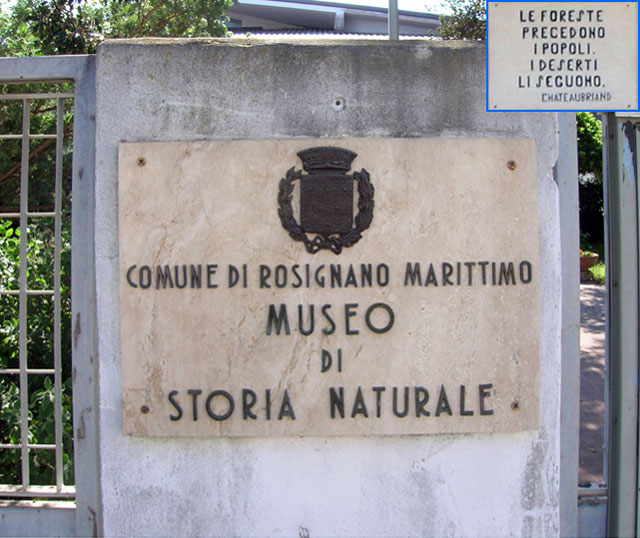 LE FORESTE
PRECEDONO
I POPOLI.
I DESERTI
LI SEGUONO.
CHATEAUBRIAND
COMUNE DI ROSIGNANO MARITTIMO
MUSEO
DI
STORIA NATURALE